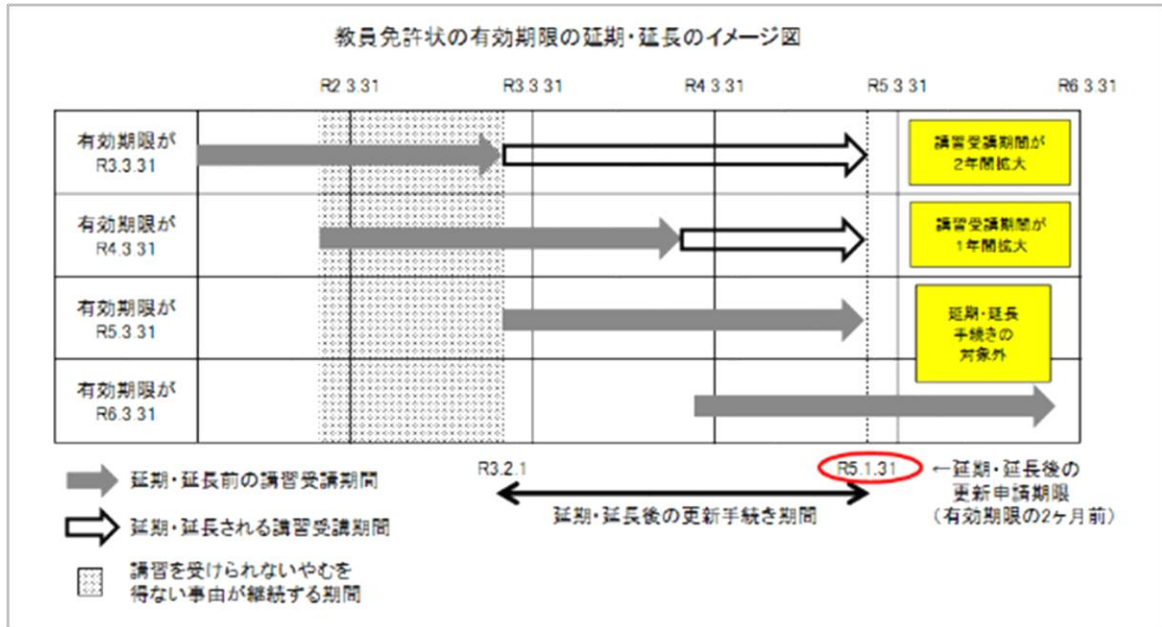 教員免許状の有効期限の延期・延長のイメージ図
R2 3 31
R3.3.31
R4 3 31
R5.3 31
R6 3 31
有効期限が
R3.3.31
講習受講期間が
2年間拡大
有効期限が
R4.3.31
講習受講期間が
1年間拡大
有効期限が
R5.3.31
延期・延長
手続きの
対象外
有効期限が
R6.3.31
延期・延長前の講習受講期間
延期・延長される講習受講期間
講習を受けられないやむを
得ない事由が継続する期間
R3.2.1
R5.1.31
延期・延長後の更新手続き期間
←延期・延長後の
更新申請期限
(有効期限の2ヶ月前)